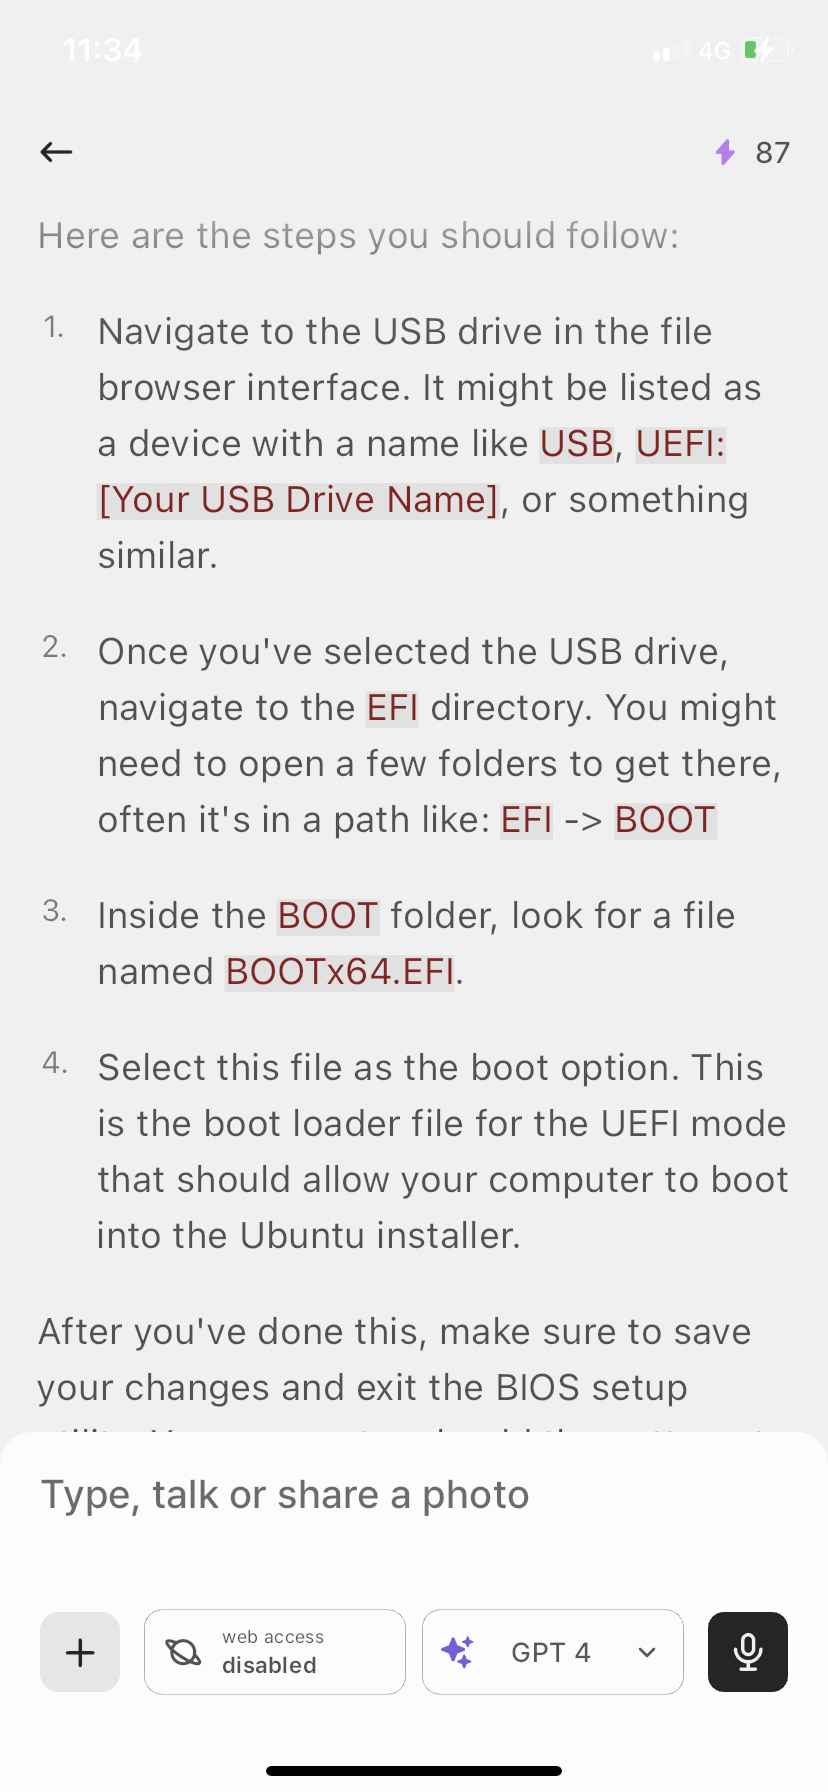 11:34
4G
87
Here are the steps you should follow:
1. Navigate to the USB drive in the file
browser interface. It might be listed as
a device with a name like USB, UEFI:
[Your USB Drive Name], or something
similar.
2. Once you've selected the USB drive,
navigate to the EFI directory. You might
need to open a few folders to get there,
often it's in a path like: EFI -> BOOT
3. Inside the BOOT folder, look for a file
named BOOTx64.EFI.
4. Select this file as the boot option. This
is the boot loader file for the UEFI mode
that should allow your computer to boot
into the Ubuntu installer.
After you've done this, make sure to save
your changes and exit the BIOS setup
Type, talk or share a photo
web access
disabled
GPT 4